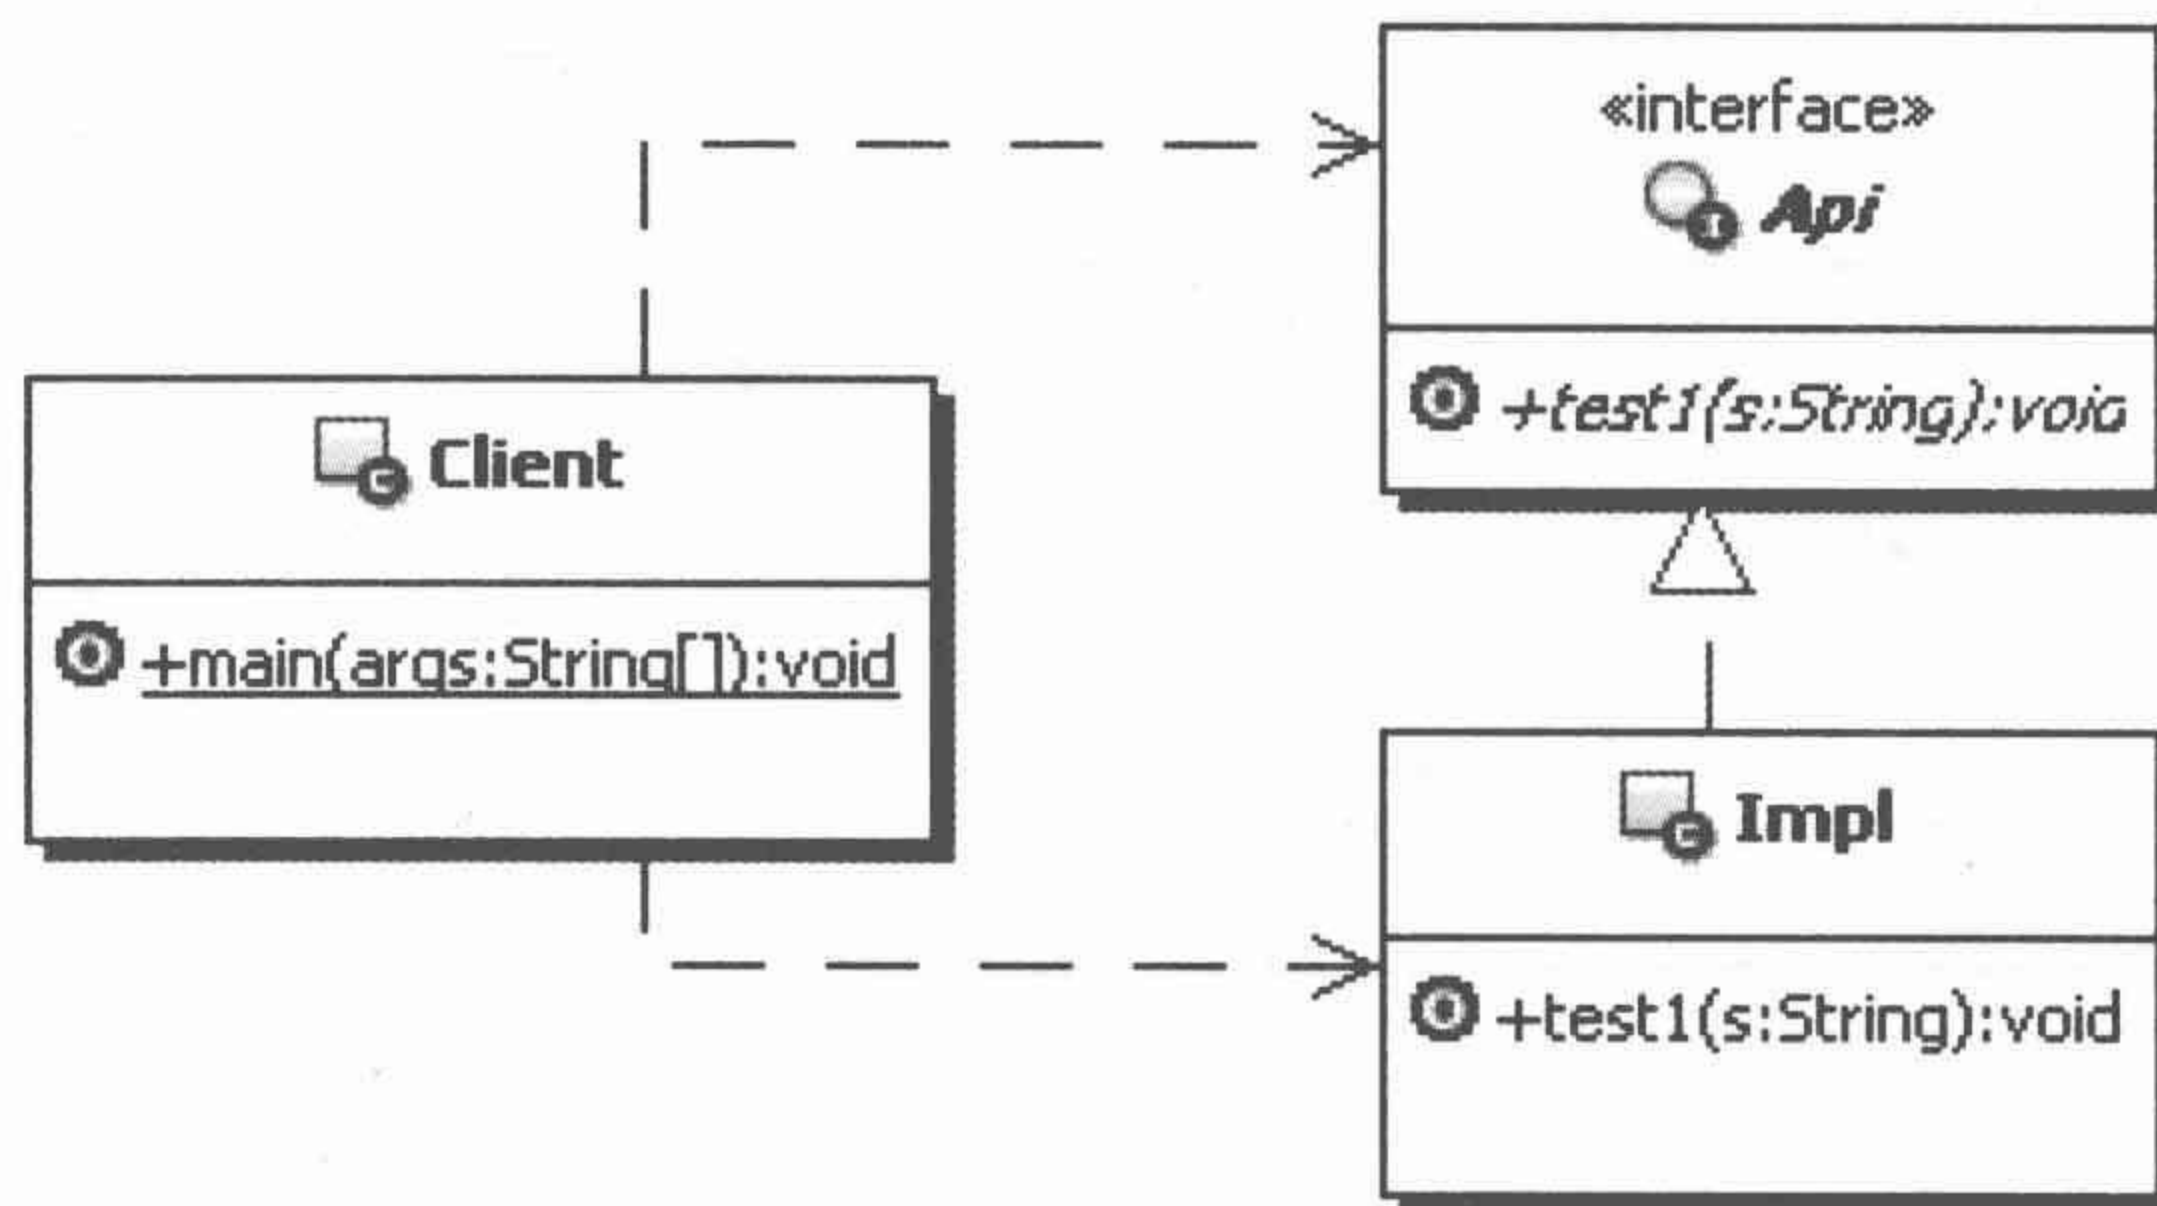 «interface»
Api
+test1(s:String):void
Client
+main(args:String[]):void
Impl
+test1(s:String):void